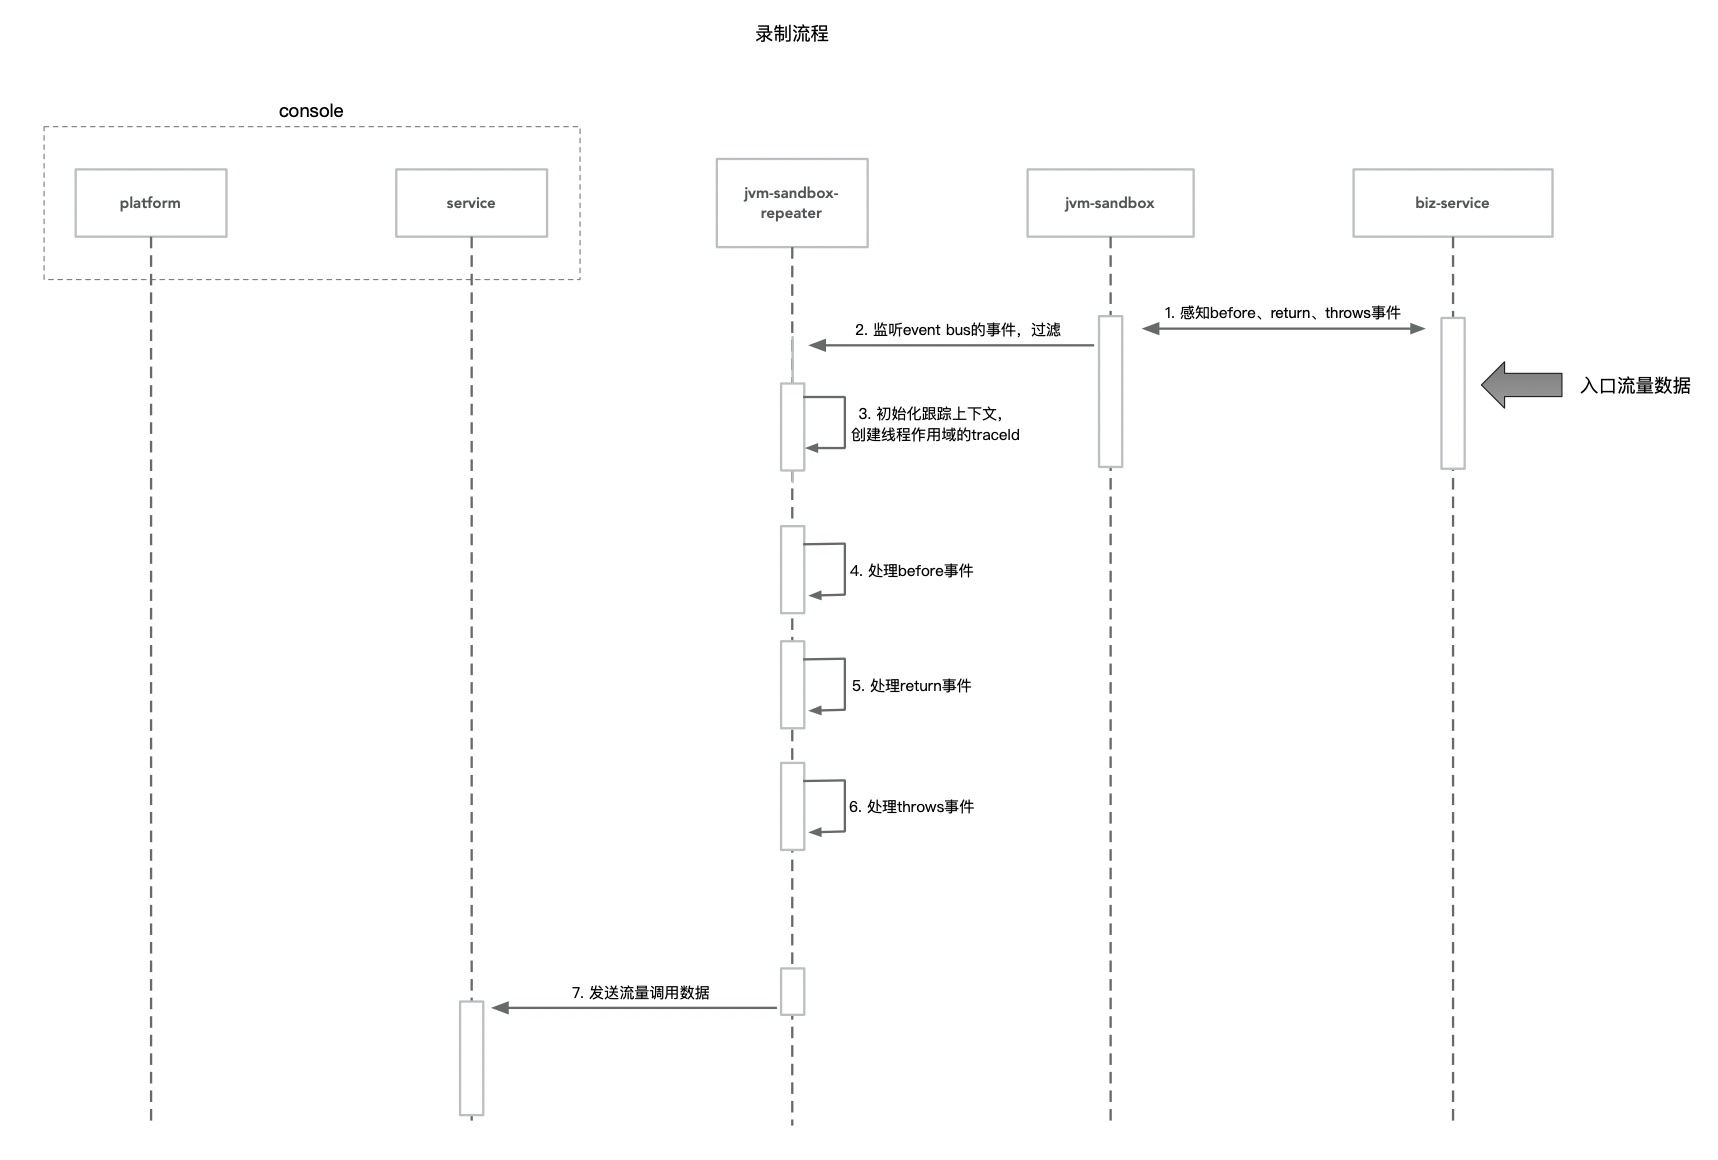 录制流程
console
platform
service
jvm-sandbox-
repeater
jvm-sandbox
biz-service
1. 感知before、return、throws事件
2. 监听event bus的事件，过滤
入口流量数据
3. 初始化跟踪上下文，
创建线程作用域的traceId
4. 处理before事件
5. 处理return事件
6. 处理throws事件
7. 发送流量调用数据